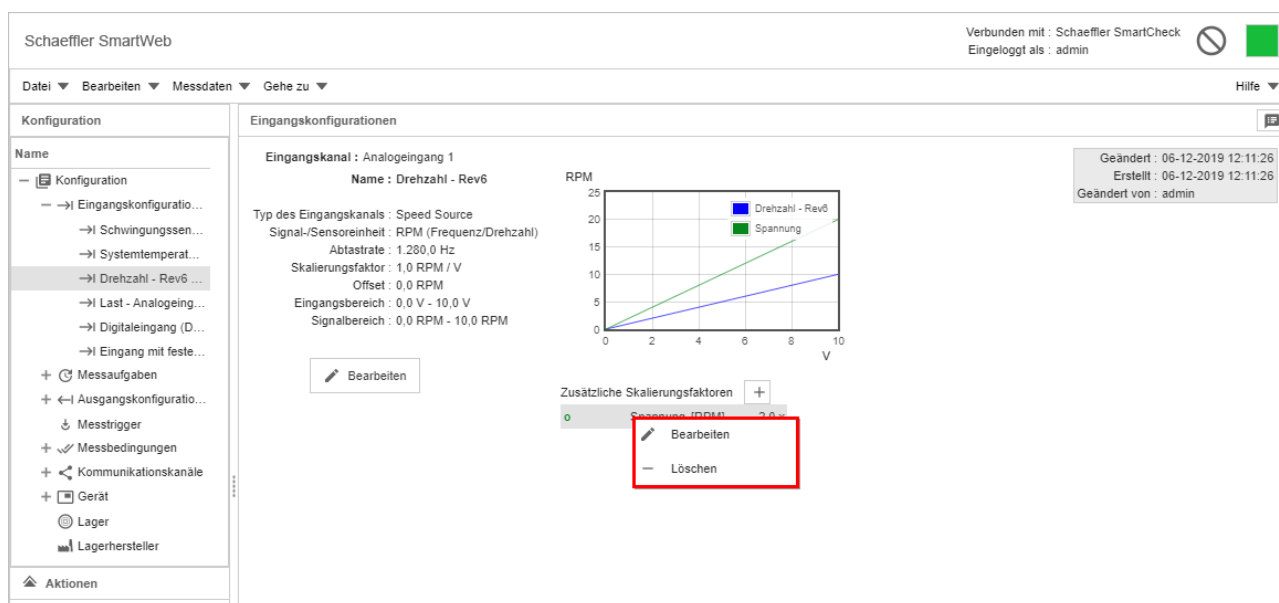 Schaeffler SmartWeb
Verbunden mit : Schaeffler SmartCheck
Eingeloggt als : admin
Datei Bearbeiten Messdaten Gehe zu Hilfe
Konfiguration
Name
Konfiguration
Eingangskonfiguratio...
Schwingungssen...
Systemtemperat...
Drehzahl - Rev6 ...
Last - Analogeing...
Digitaleingang (D...
Eingang mit feste...
Messaufgaben
Ausgangskonfiguratio...
Messtrigger
Messbedingungen
Kommunikationskanäle
Gerät
Lager
Lagerhersteller
Aktionen
Eingangskonfigurationen
Eingangskanal : Analogeingang 1
Name : Drehzahl - Rev6
Typ des Eingangskanals : Speed Source
Signal-/Sensoreinheit : RPM (Frequenz/Drehzahl)
Abtastrate : 1.280,0 Hz
Skalierungsfaktor : 1,0 RPM / V
Offset : 0,0 RPM
Eingangsbereich : 0,0 V - 10,0 V
Signalbereich : 0,0 RPM - 10,0 RPM
Bearbeiten
RPM
25
20
15
10
5
0
0 2 4 6 8 10
V
Drehzahl - Rev6
Spannung
Zusätzliche Skalierungsfaktoren +
o Spannung [RPM]
Bearbeiten
Löschen
Geändert : 06-12-2019 12:11:26
Erstellt : 06-12-2019 12:11:26
Geändert von : admin